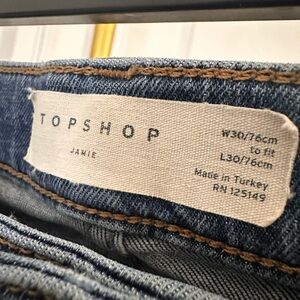 TOPSHOP
JAMIE
W30/76cm
to fit
L30/76cm
Made in Turkey
RN 125149